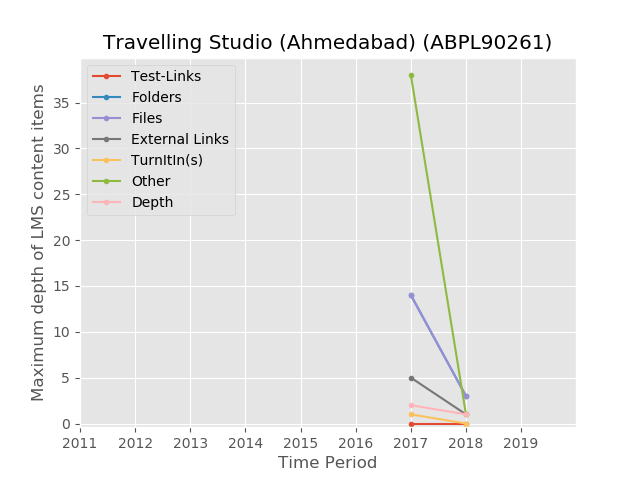 Travelling Studio (Ahmedabad) (ABPL90261)
Test-Links
Folders
Files
External Links
TurnItIn(s)
Other
Depth
Maximum depth of LMS content items
35
30
25
20
15
10
5
0
2011 2012 2013 2014 2015 2016 2017 2018 2019
Time Period